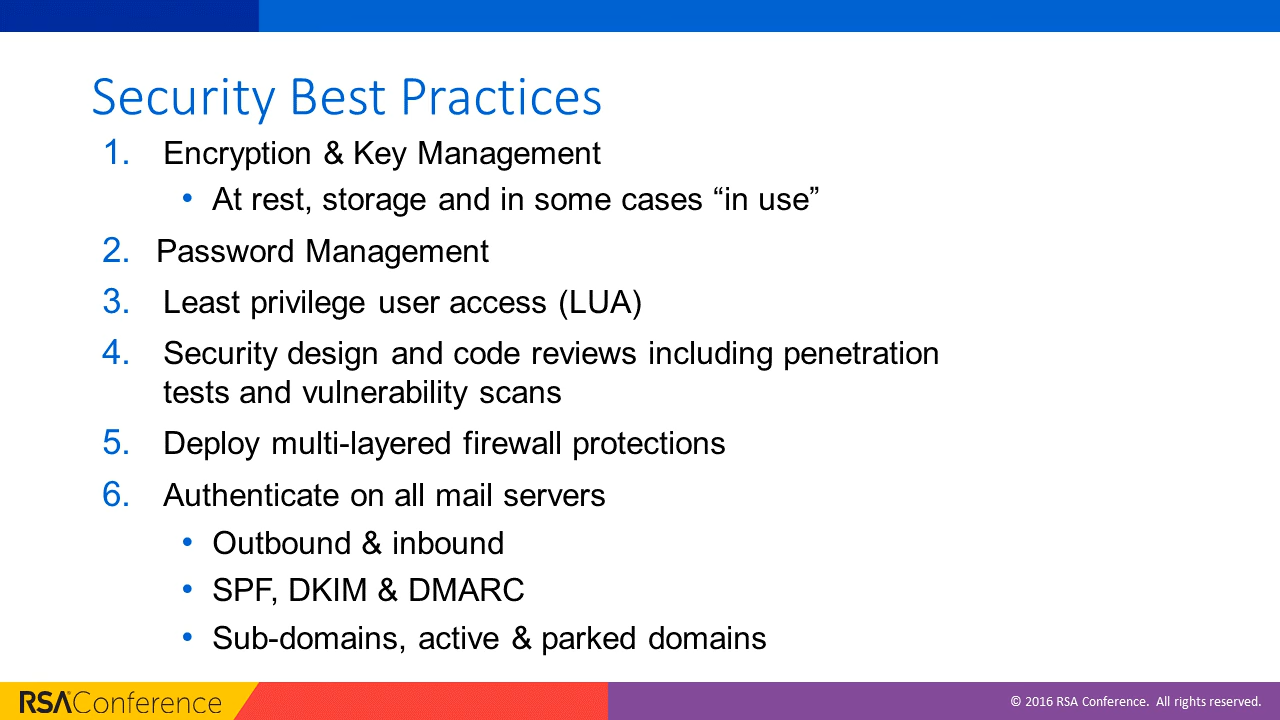 Security Best Practices
1. Encryption & Key Management
• At rest, storage and in some cases “in use”
2. Password Management
3. Least privilege user access (LUA)
4. Security design and code reviews including penetration
tests and vulnerability scans
5. Deploy multi-layered firewall protections
6. Authenticate on all mail servers
• Outbound & inbound
• SPF, DKIM & DMARC
• Sub-domains, active & parked domains
RSAConference
© 2016 RSA Conference. All rights reserved.